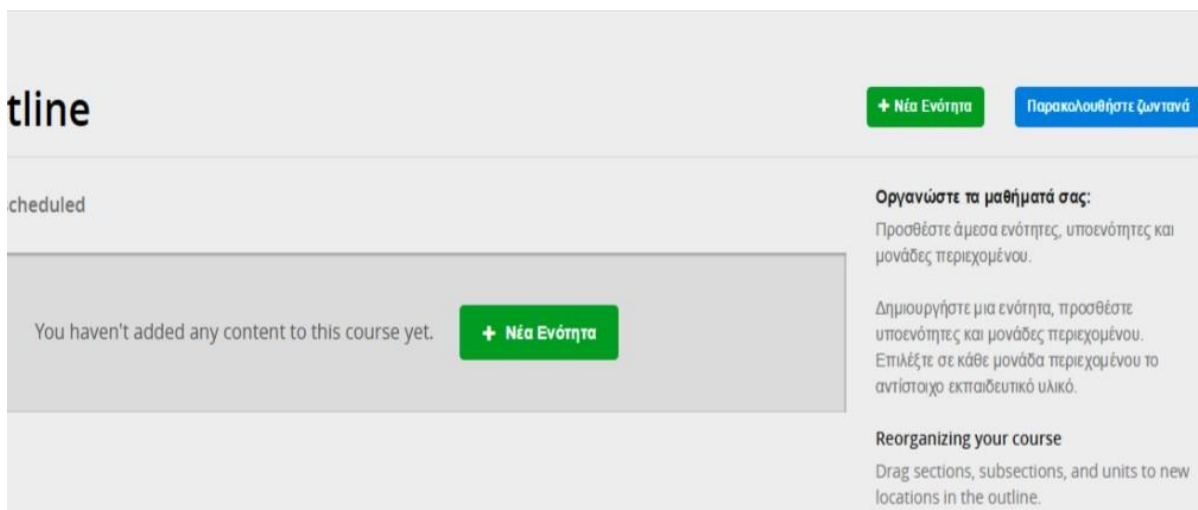 tline
+ Νέα Ενότητα
Παρακολουθήστε ζωντανά
cheduled
You haven't added any content to this course yet.
+ Νέα Ενότητα
Οργανώστε τα μαθήματά σας:
Προσθέστε άμεσα ενότητες, υποενότητες και
μονάδες περιεχομένου.
Δημιουργήστε μια ενότητα, προσθέστε
υποενότητες και μονάδες περιεχομένου.
Επιλέξτε σε κάθε μονάδα περιεχομένου το
αντίστοιχο εκπαιδευτικό υλικό.
Reorganizing your course
Drag sections, subsections, and units to new
locations in the outline.